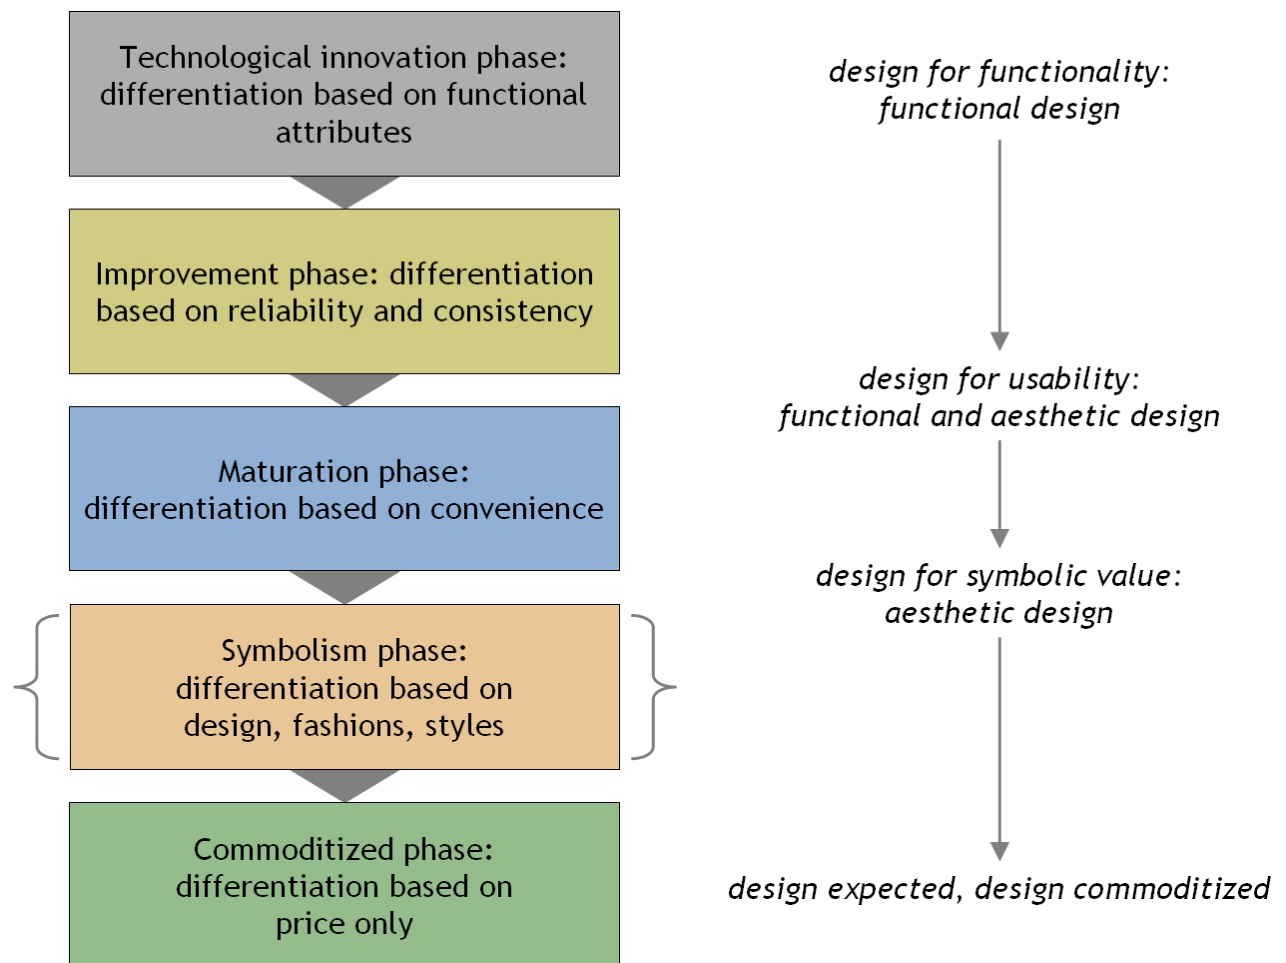 Technological innovation phase:
differentiation based on functional
attributes
design for functionality:
functional design
Improvement phase: differentiation
based on reliability and consistency
design for usability:
functional and aesthetic design
Maturation phase:
differentiation based on convenience
design for symbolic value:
aesthetic design
Symbolism phase:
differentiation based on
design, fashions, styles
Commoditized phase:
differentiation based on
price only
design expected, design commoditized